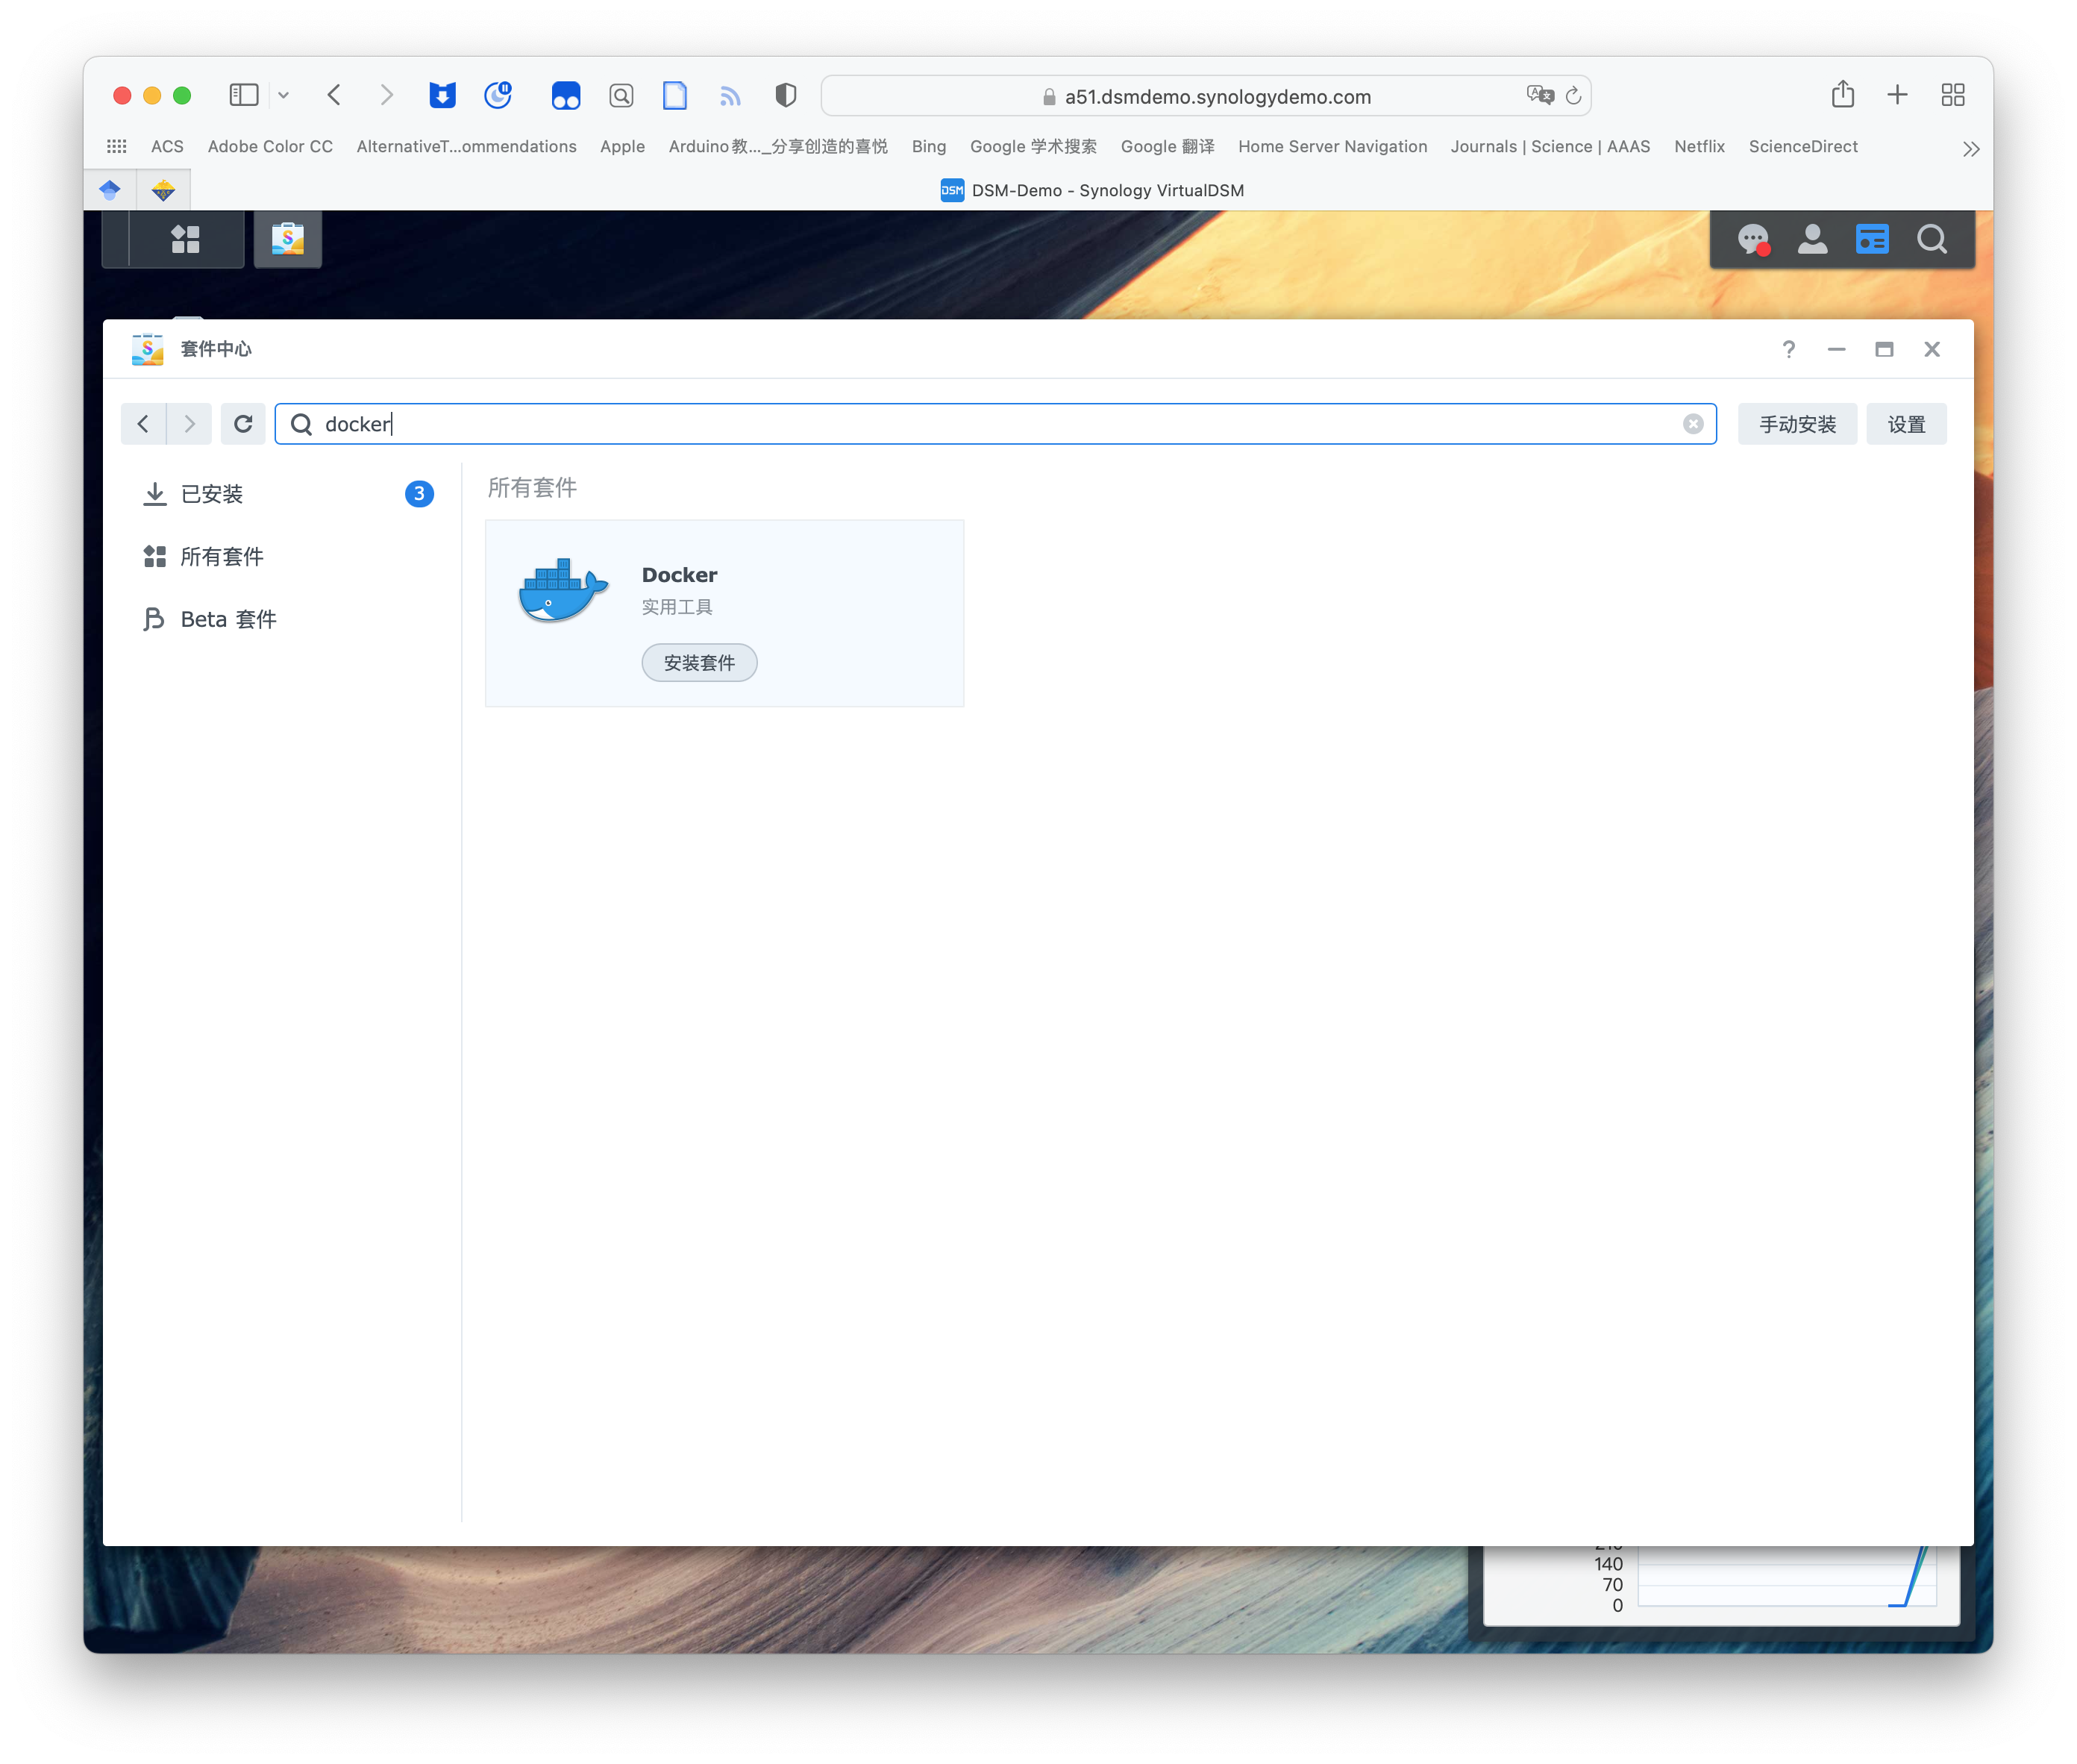 a51.dsmdemo.synologydemo.com
ACS
Adobe Color CC
AlternativeT...ommendations
Apple
Arduino教..._分享创造的喜悦
Bing
Google 学术搜索
Google 翻译
Home Server Navigation
Journals | Science | AAAS
Netflix
ScienceDirect
DSM
DSM-Demo - Synology VirtualDSM
套件中心
docker
手动安装
设置
已安装
3
所有套件
Beta 套件
所有套件
Docker
实用工具
安装套件
210
140
70
0